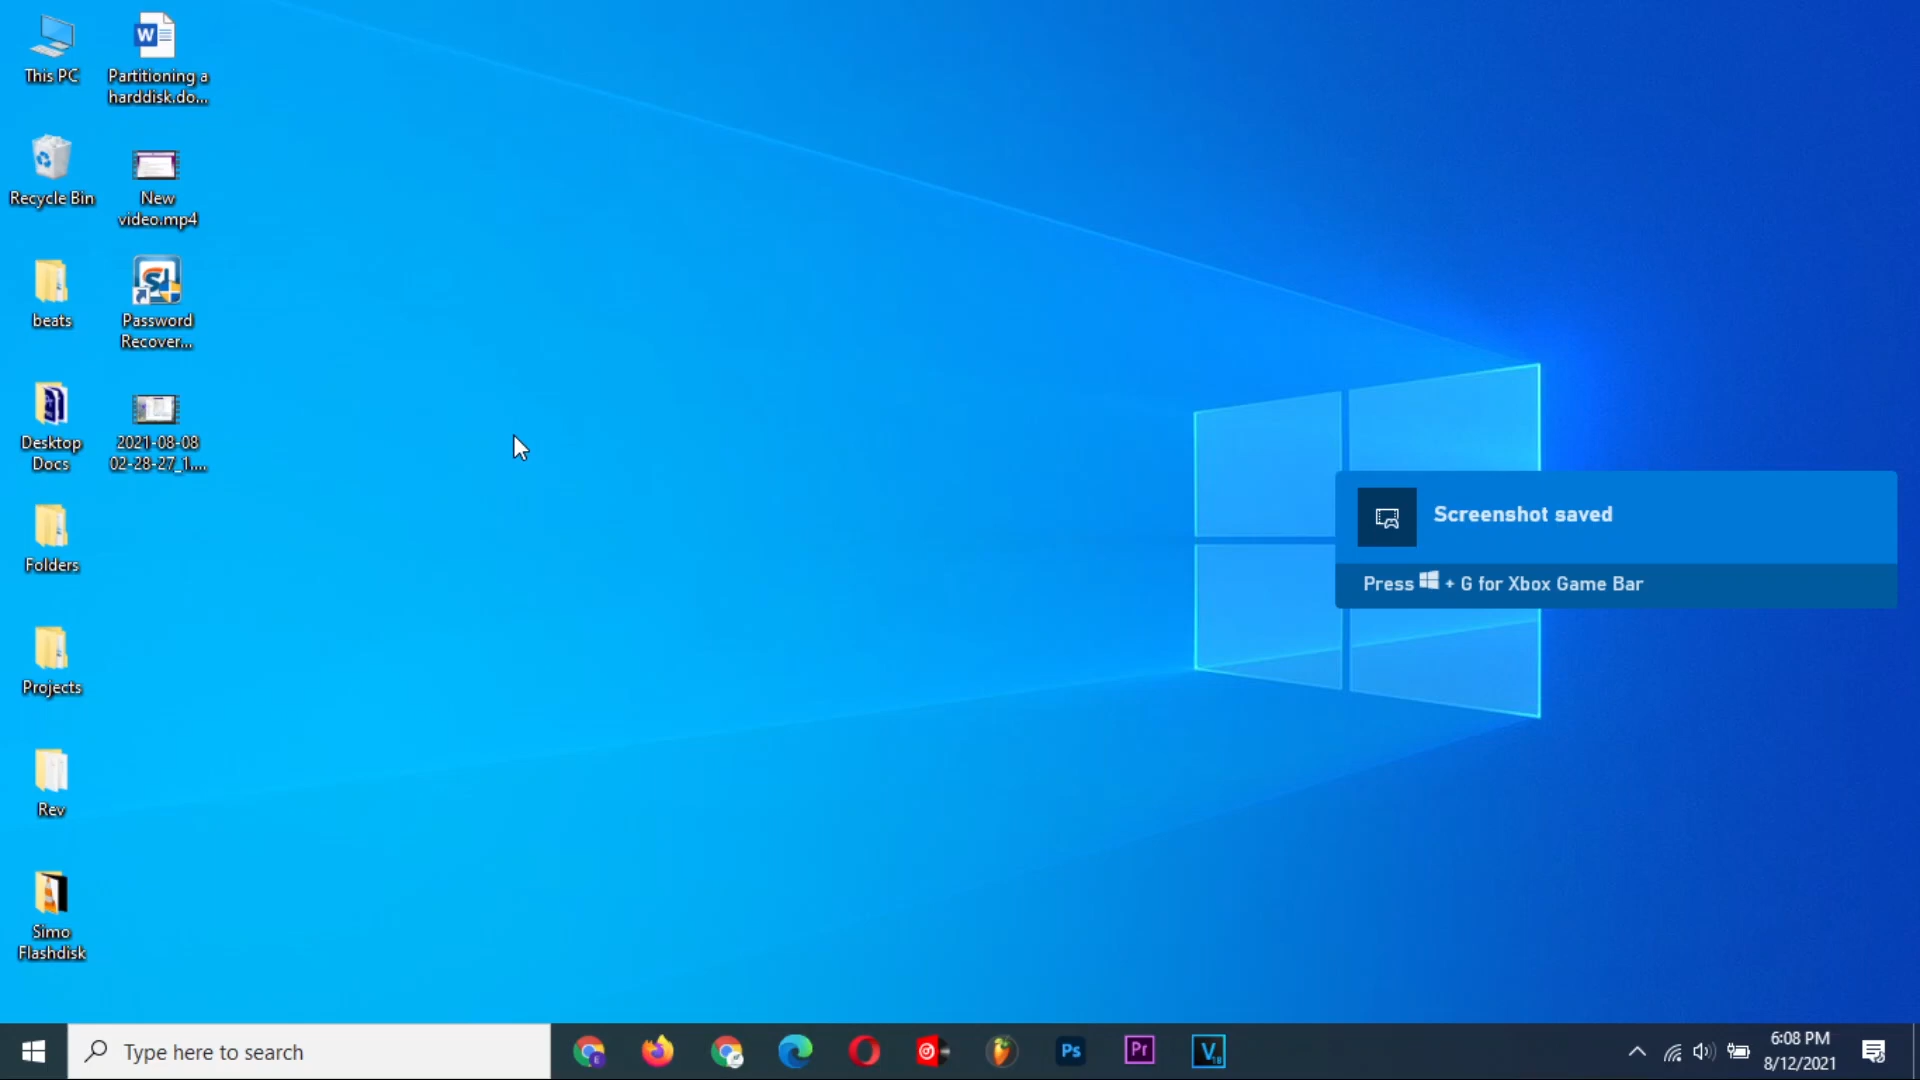 This PC
Partitioning a
harddisk.do...
Recycle Bin
New
video.mp4
beats
Password
Recover...
Desktop
Docs
2021-08-08
02-28-27_1....
Folders
Projects
Rev
Simo
Flashdisk
W
Screenshot saved
Press + G for Xbox Game Bar
Type here to search
E
Ps
Pr
V
18
6:08 PM
8/12/2021